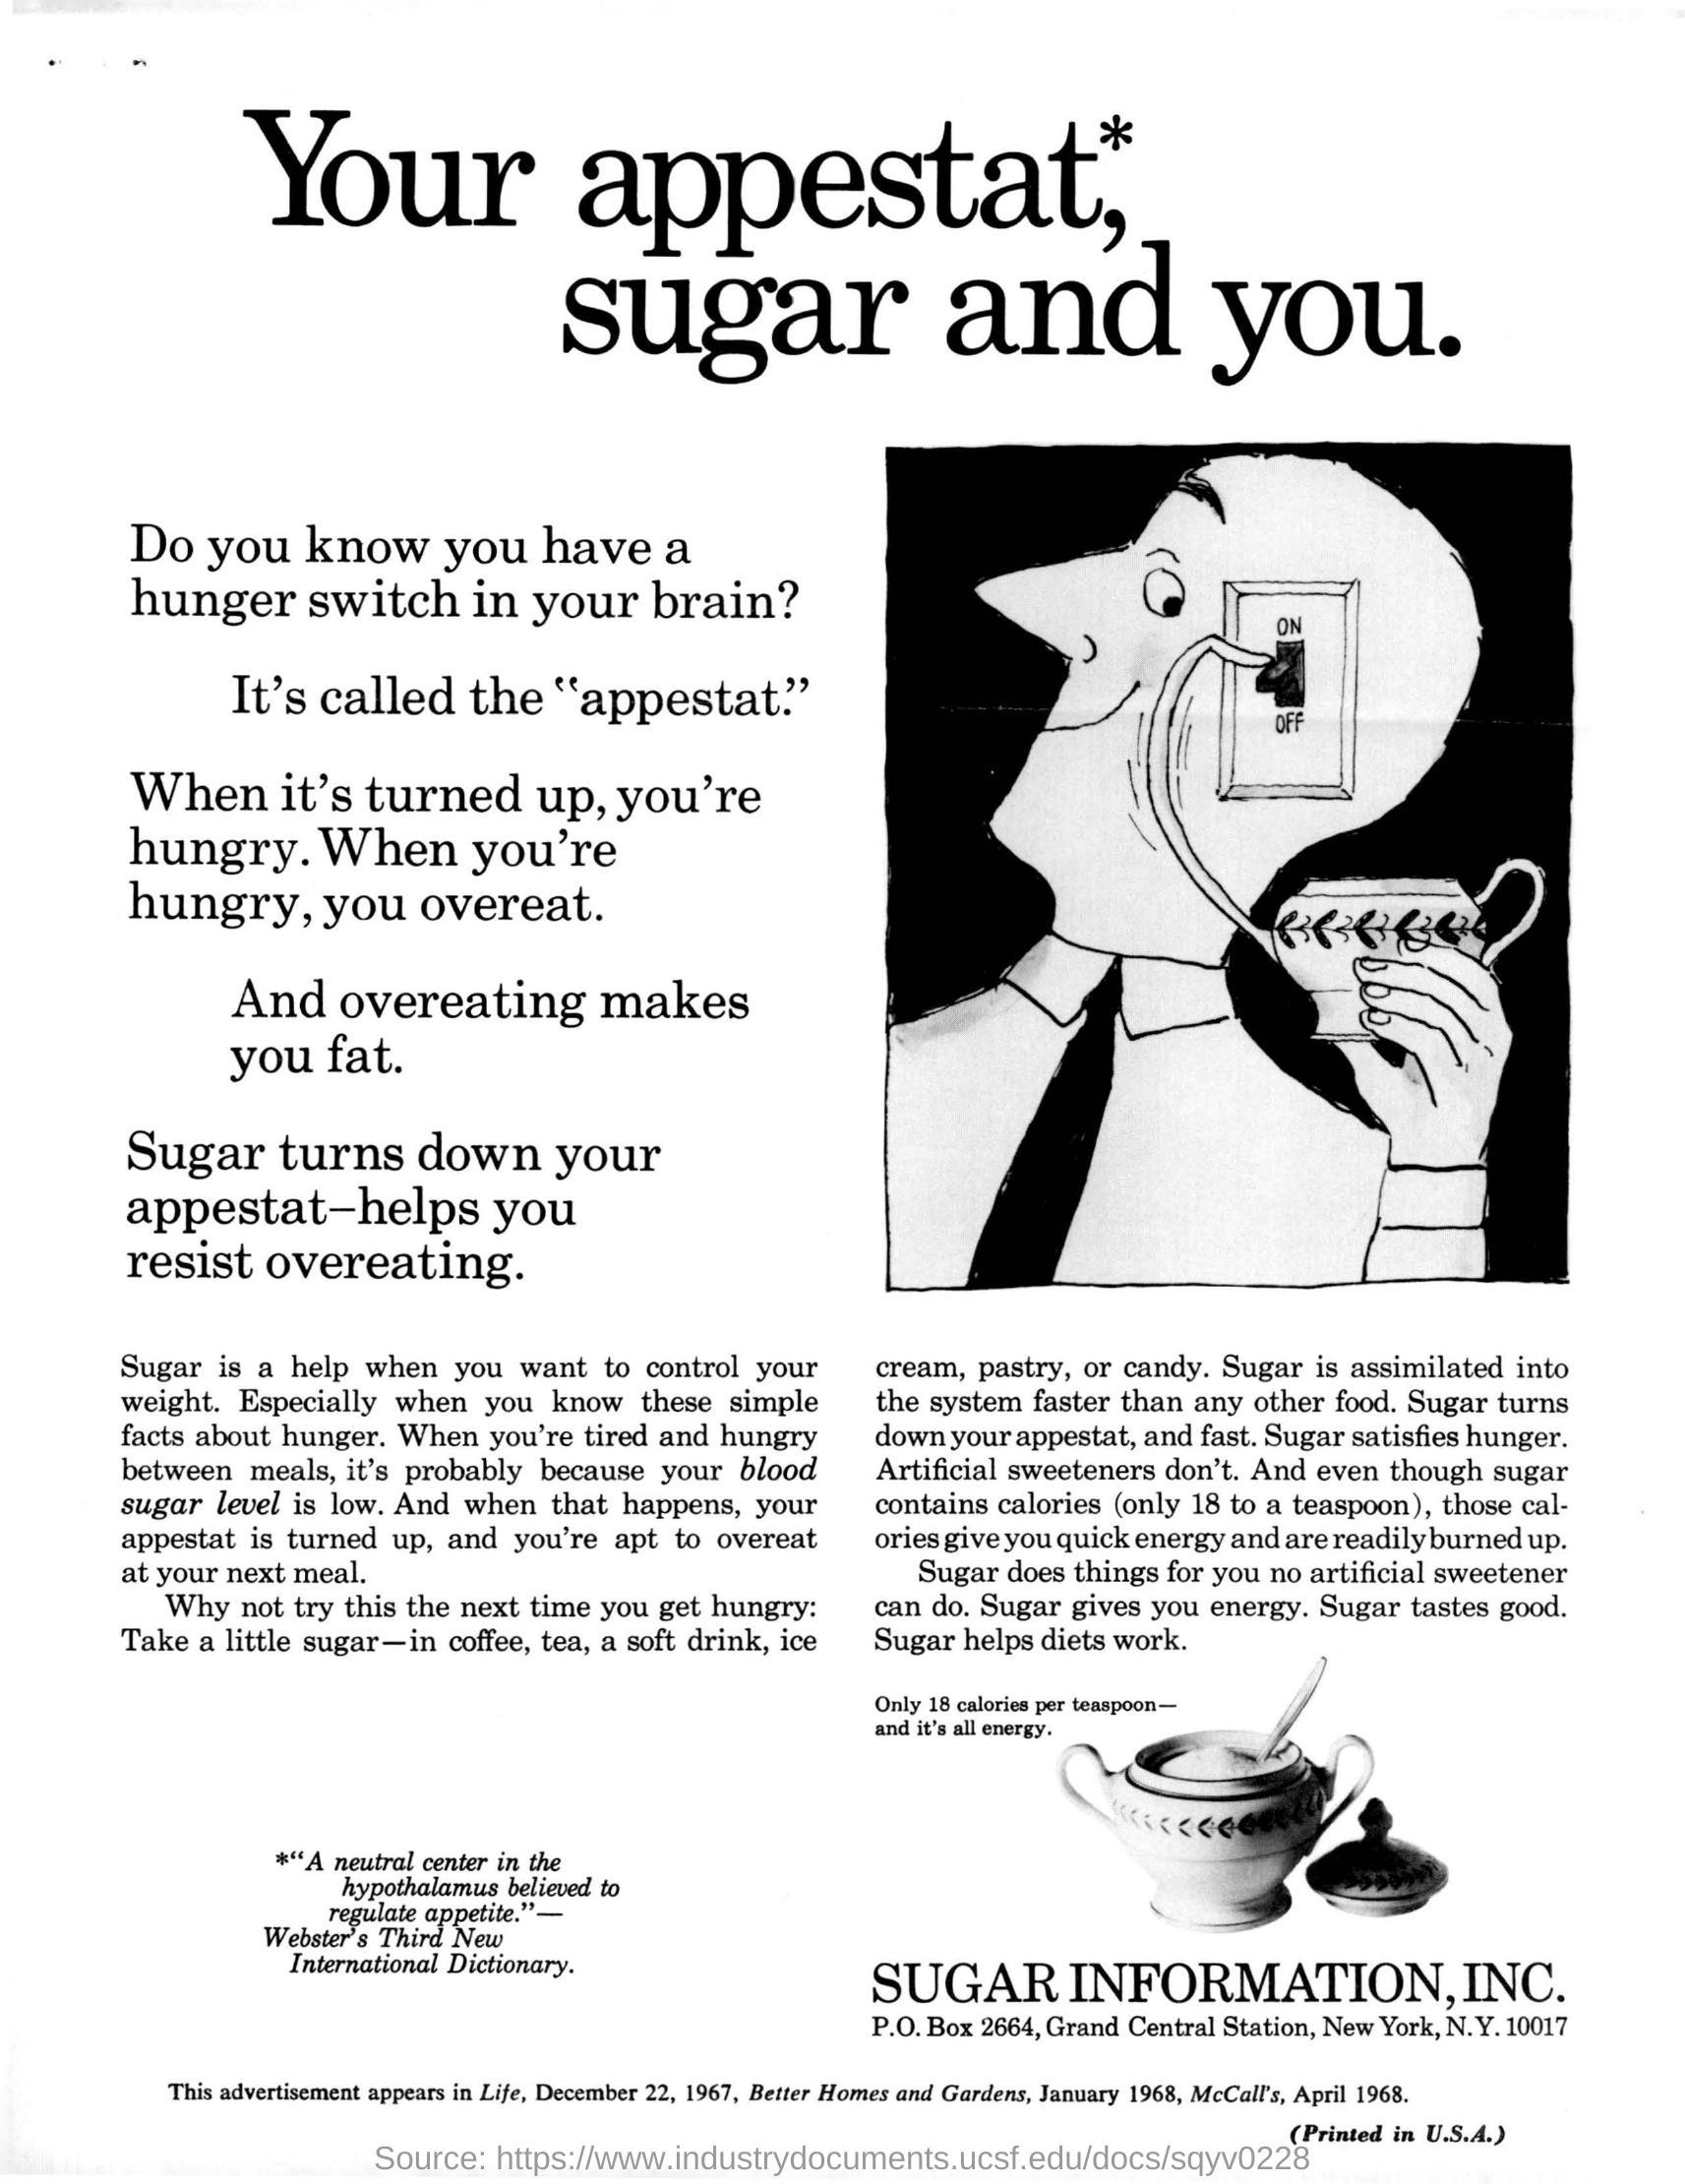 Your appestat,*
sugar and you.
Do you know you have a
hunger switch in your brain?
It's called the “appestat.”
When it's turned up, you're
hungry. When you're
hungry, you overeat.
And overeating makes
you fat.
Sugar turns down your
appestat—helps you
resist overeating.
ON
OFF
Sugar is a help when you want to control your
weight. Especially when you know these simple
facts about hunger. When you're tired and hungry
between meals, it's probably because your blood
sugar level is low. And when that happens, your
appestat is turned up, and you're apt to overeat
at your next meal.
Why not try this the next time you get hungry:
Take a little sugar—in coffee, tea, a soft drink, ice
cream, pastry, or candy. Sugar is assimilated into
the system faster than any other food. Sugar turns
down your appestat, and fast. Sugar satisfies hunger.
Artificial sweeteners don't. And even though sugar
contains calories (only 18 to a teaspoon), those cal-
ories give you quick energy and are readily burned up.
Sugar does things for you no artificial sweetener
can do. Sugar gives you energy. Sugar tastes good.
Sugar helps diets work.
Only 18 calories per teaspoon—
and it's all energy.
*“A neutral center in the
hypothalamus believed to
regulate appetite.”—
Webster's Third New
International Dictionary.
SUGAR INFORMATION, INC.
P.O. Box 2664, Grand Central Station, New York, N.Y. 10017
This advertisement appears in Life, December 22, 1967, Better Homes and Gardens, January 1968, McCall's, April 1968.
(Printed in U.S.A.)
Source: https://www.industrydocuments.ucsf.edu/docs/sqyv0228